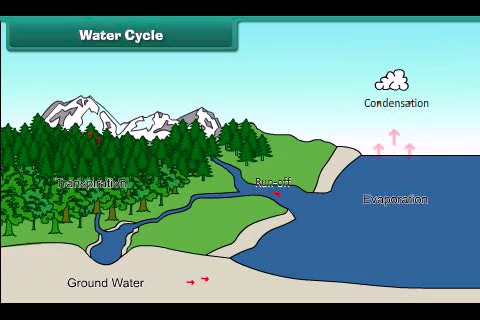 Water Cycle
Condensation
Transpiration
Run-off
Evaporation
Ground Water